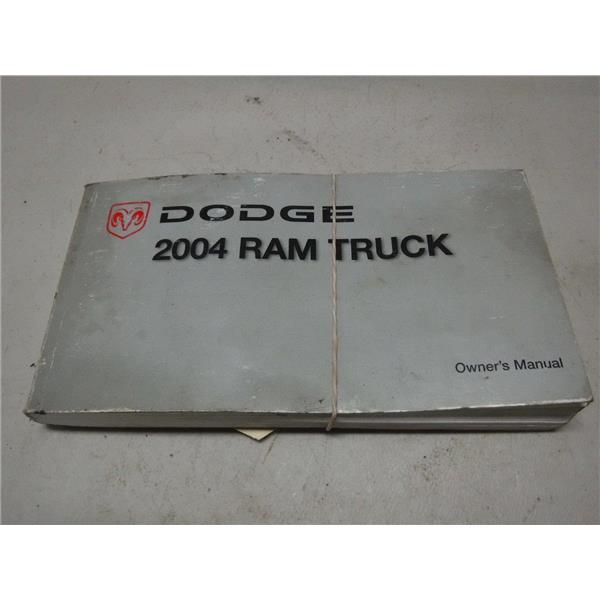 DODGE
2004 RAM TRUCK
Owner's Manual